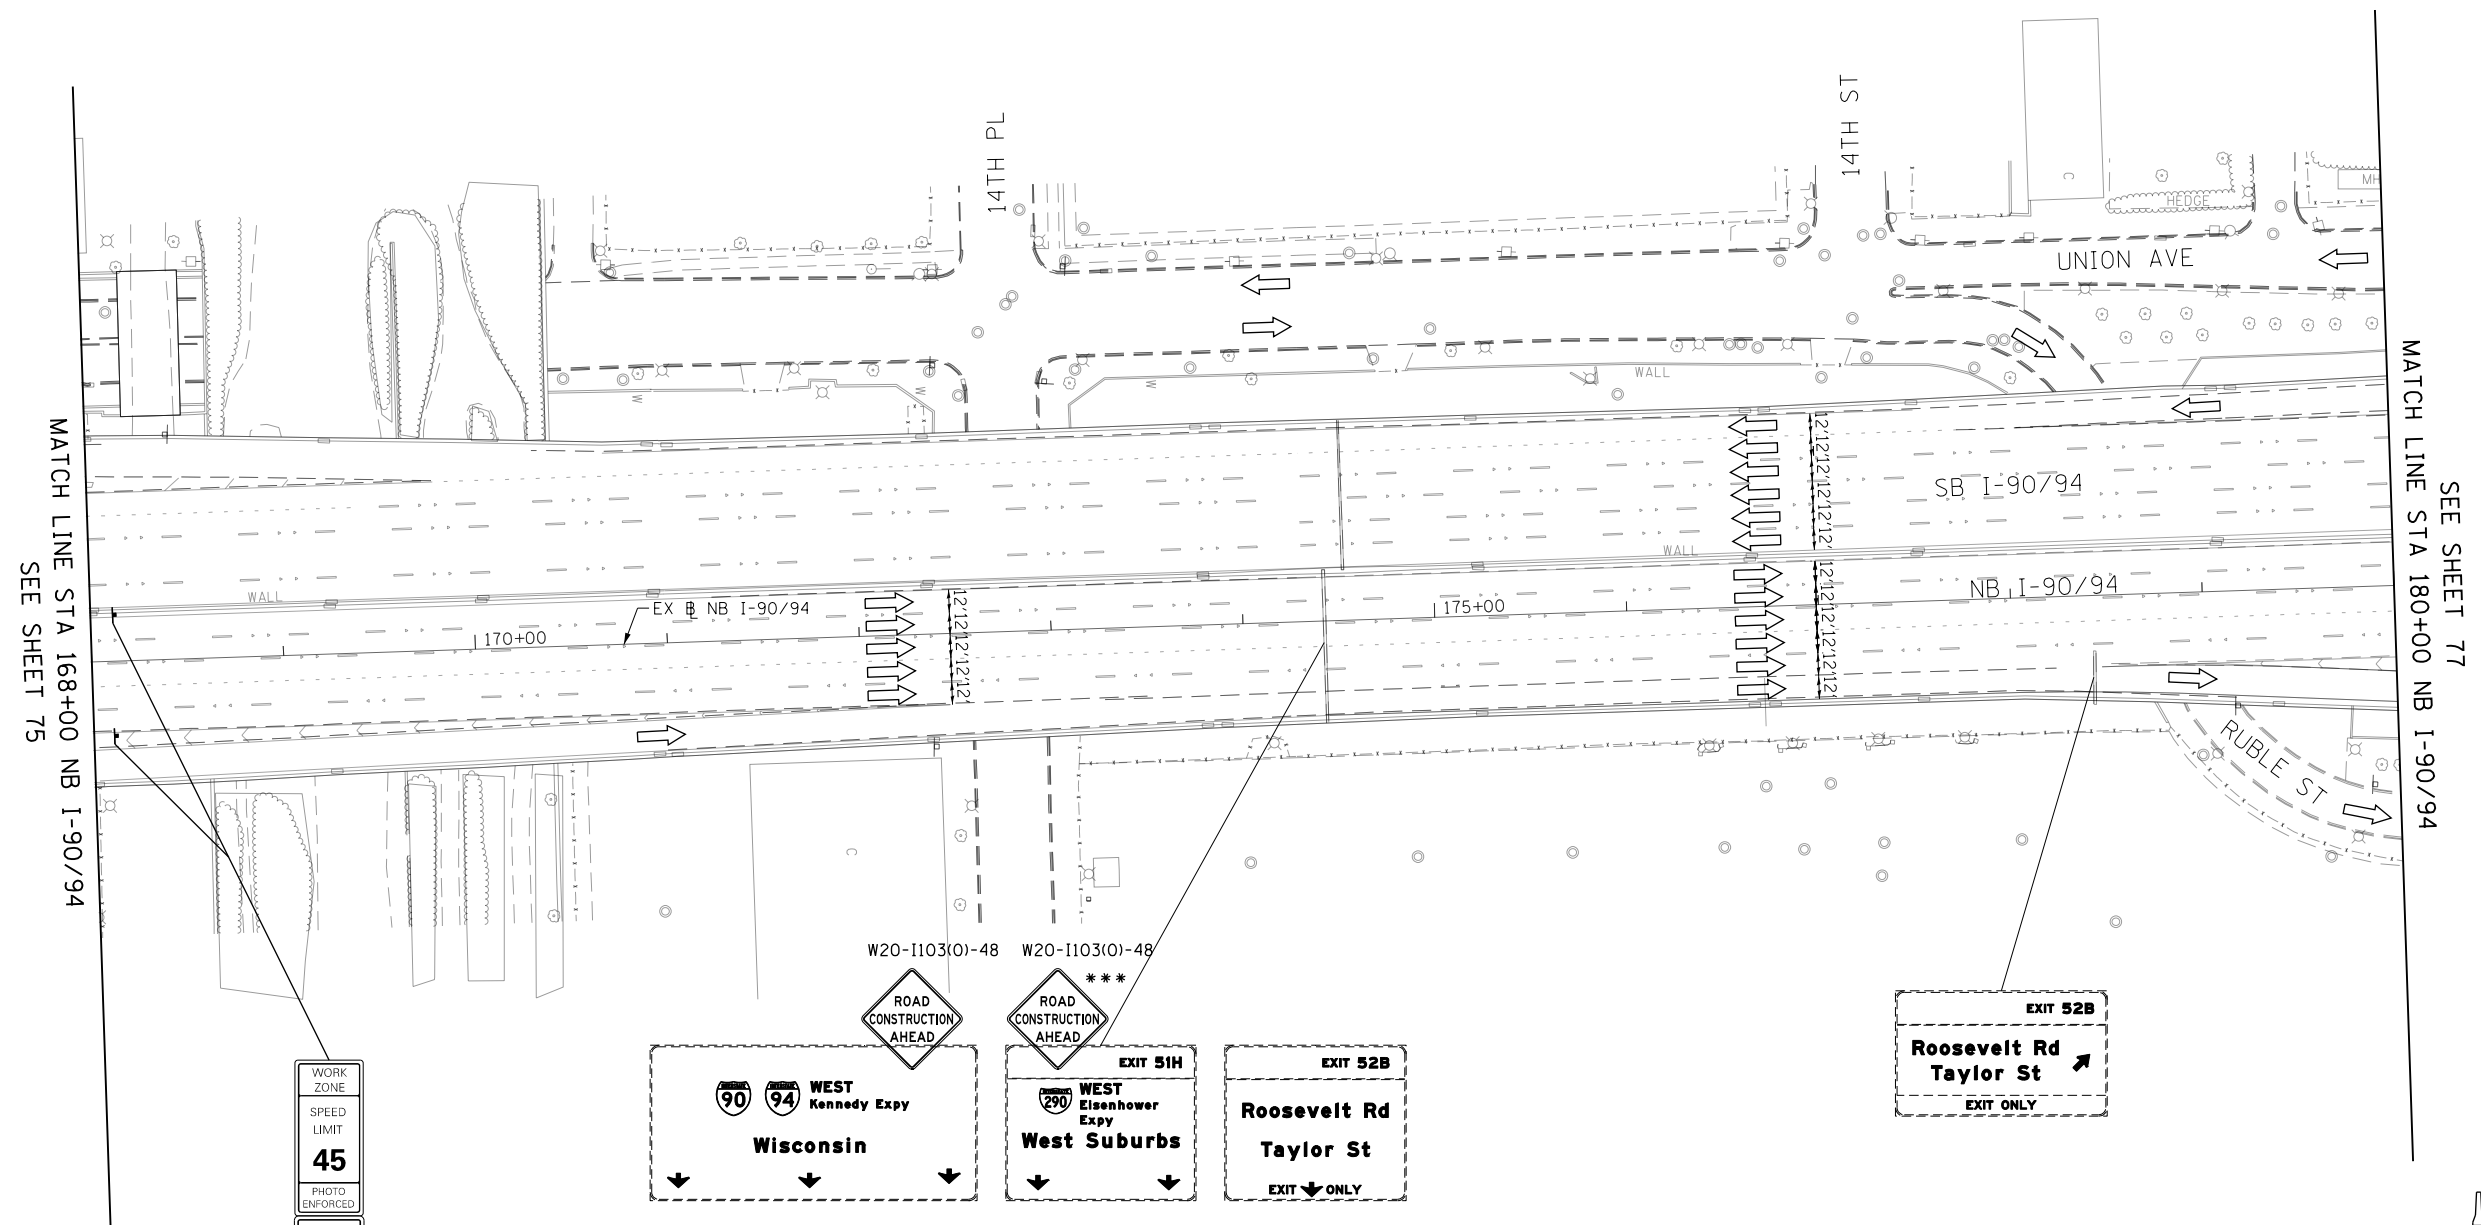 14TH PL
14TH ST
C
MH
HEDGE
UNION AVE
W
W
W
WALL
MATCH LINE STA 168+00 NB I-90/94
SEE SHEET 75
MATCH LINE STA 180+00 NB I-90/94
SEE SHEET 77
12'12'12'12'12'12'
SB I-90/94
WALL
WALL
EX ℄ NB I-90/94
12'12'12'12'12'
170+00
175+00
12'12'12'12'12'12'
NB I-90/94
RUBLE ST
C
W20-I103(O)-48
W20-I103(O)-48
***
ROAD
CONSTRUCTION
AHEAD
ROAD
CONSTRUCTION
AHEAD
WORK
ZONE
SPEED
LIMIT
45
PHOTO
ENFORCED
INTERSTATE
90
INTERSTATE
94
WEST
Kennedy Expy
Wisconsin
EXIT 51H
INTERSTATE
290
WEST
Eisenhower
Expy
West Suburbs
EXIT 52B
Roosevelt Rd
Taylor St
EXIT ONLY
EXIT 52B
Roosevelt Rd
Taylor St
EXIT ONLY